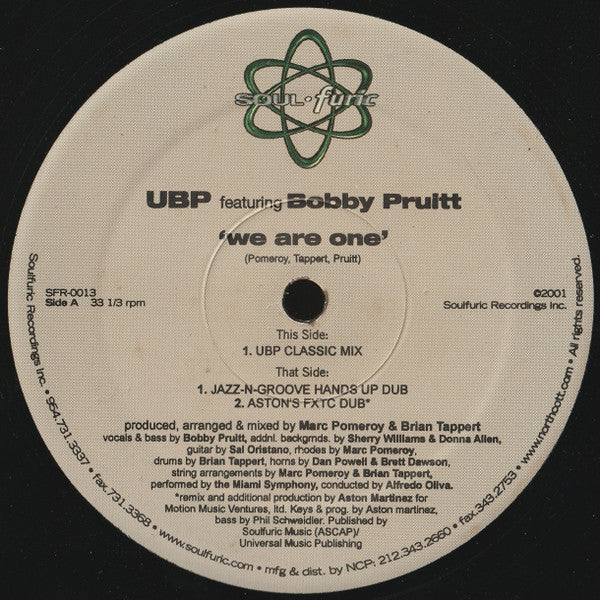 SOUL·furic
UBP featuring Bobby Pruitt
'we are one'
(Pomeroy, Tappert, Pruitt)
SFR-0013
Side A 33 1/3 rpm
©2001
Soulfuric Recordings Inc.
This Side:
1. UBP CLASSIC MIX
That Side:
1. JAZZ-N-GROOVE HANDS UP DUB
2. ASTON'S FXTC DUB*
produced, arranged & mixed by Marc Pomeroy & Brian Tappert
vocals & bass by Bobby Pruitt, addnl. backgrnds. by Sherry Williams & Donna Allen,
guitar by Sal Oristano, rhodes by Marc Pomeroy,
drums by Brian Tappert, horns by Dan Powell & Brett Dawson,
string arrangements by Marc Pomeroy & Brian Tappert,
performed by the Miami Symphony, conducted by Alfredo Oliva.
*remix and additional production by Aston Martinez for
Motion Music Ventures, ltd. Keys & prog. by Aston martinez,
bass by Phil Schweidler. Published by
Soulfuric Music (ASCAP)/
Universal Music Publishing
Soulfuric Recordings Inc. • 954.731.3337 • fax.731.3368 • www.soulfuric.com • mfg & dist. by NCP: 212.343.2660 • fax.343.2753 • www.northcott.com • All rights reserved.